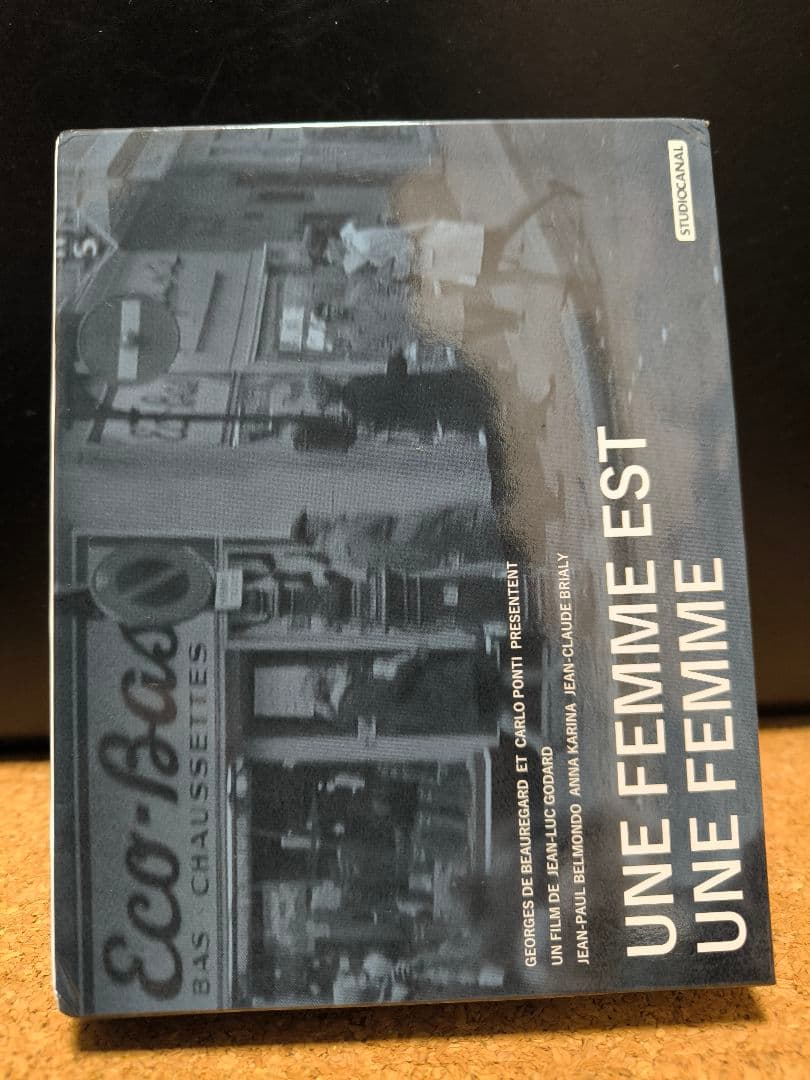 Eco-Bas
BAS - CHAUSSETTES
GEORGES DE BEAUREGARD ET CARLO PONTI PRESENTENT
UN FILM DE JEAN-LUC GODARD
JEAN-PAUL BELMONDO ANNA KARINA JEAN-CLAUDE BRIALY
UNE FEMME EST
UNE FEMME
STUDIOCANAL